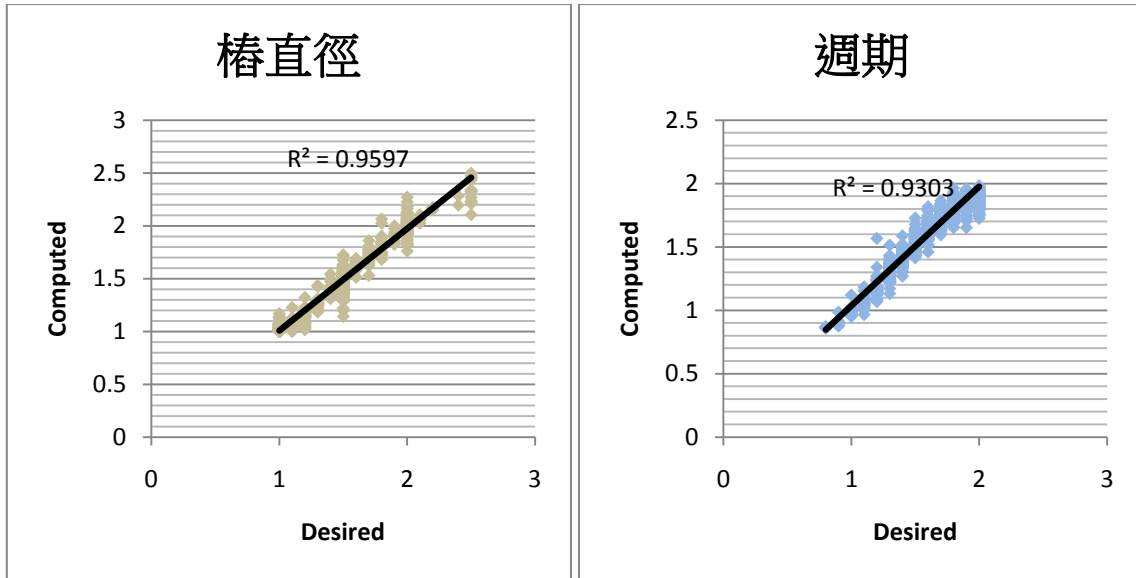 樁直徑
3
2.5
2
1.5
1
0.5
0
R² = 0.9597
Computed
0 1 2 3
Desired
週期
2.5
2
1.5
1
0.5
0
R² = 0.9303
Computed
0 1 2 3
Desired